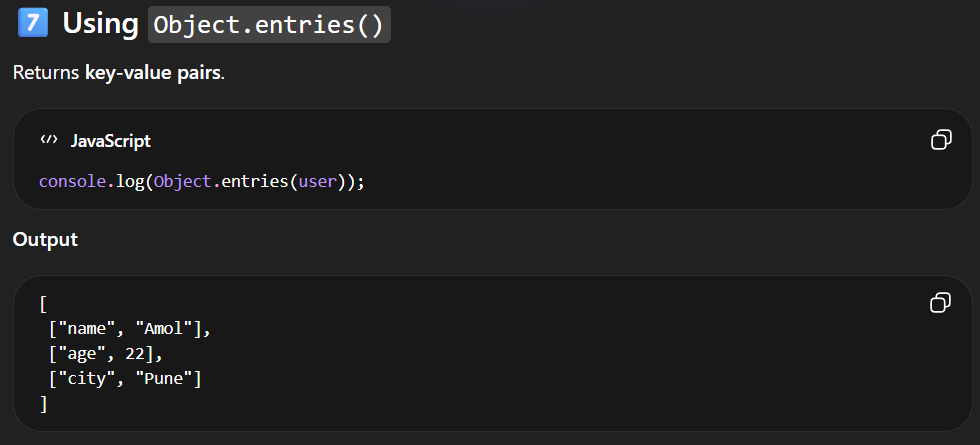 7 Using Object.entries()
Returns key-value pairs.
</> JavaScript
console.log(Object.entries(user));
Output
[
 ["name", "Amol"],
 ["age", 22],
 ["city", "Pune"]
]